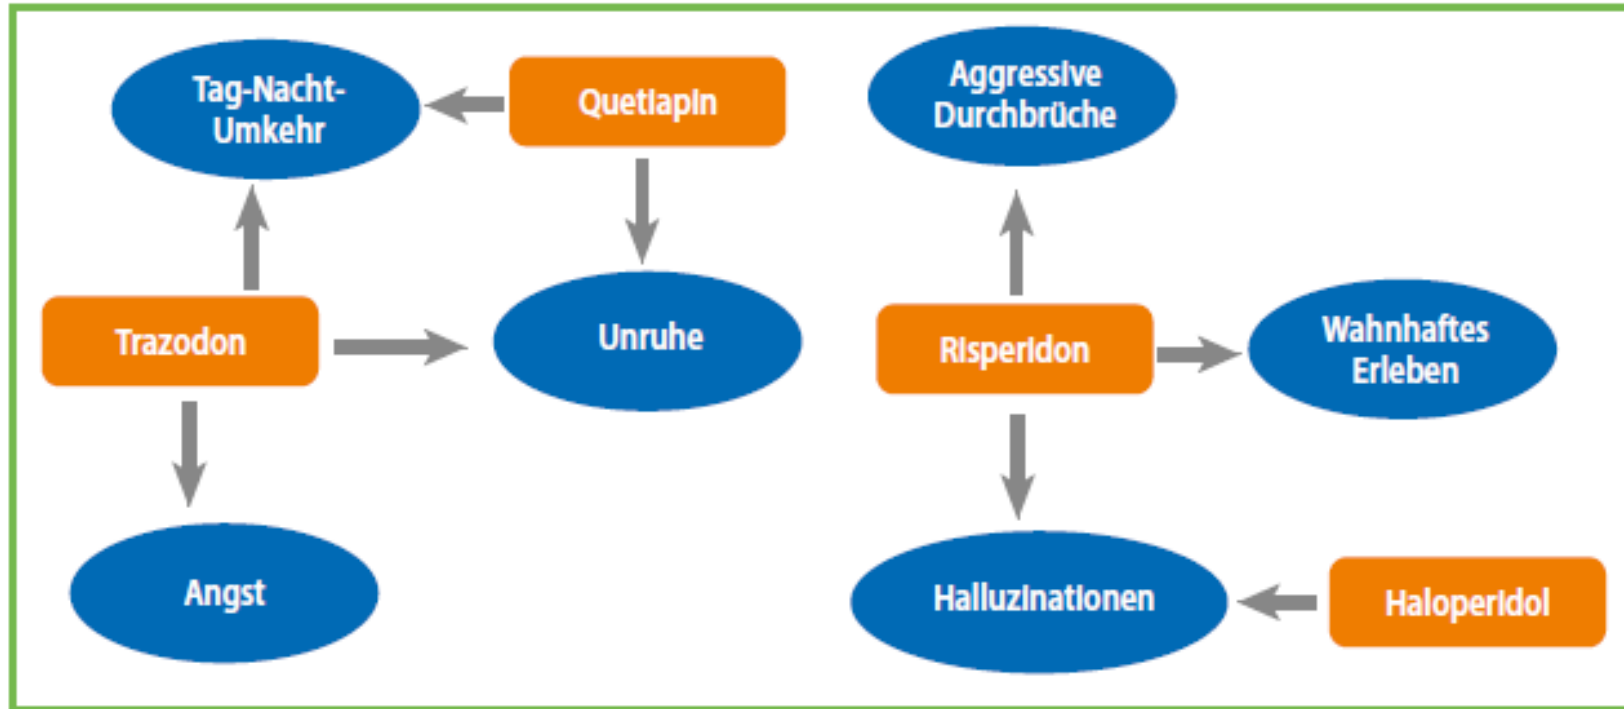 Tag-Nacht-
Umkehr
Quetiapin
Aggressive
Durchbrüche
Trazodon
Unruhe
Risperidon
Wahnhaftes
Erleben
Angst
Halluzinationen
Haloperidol